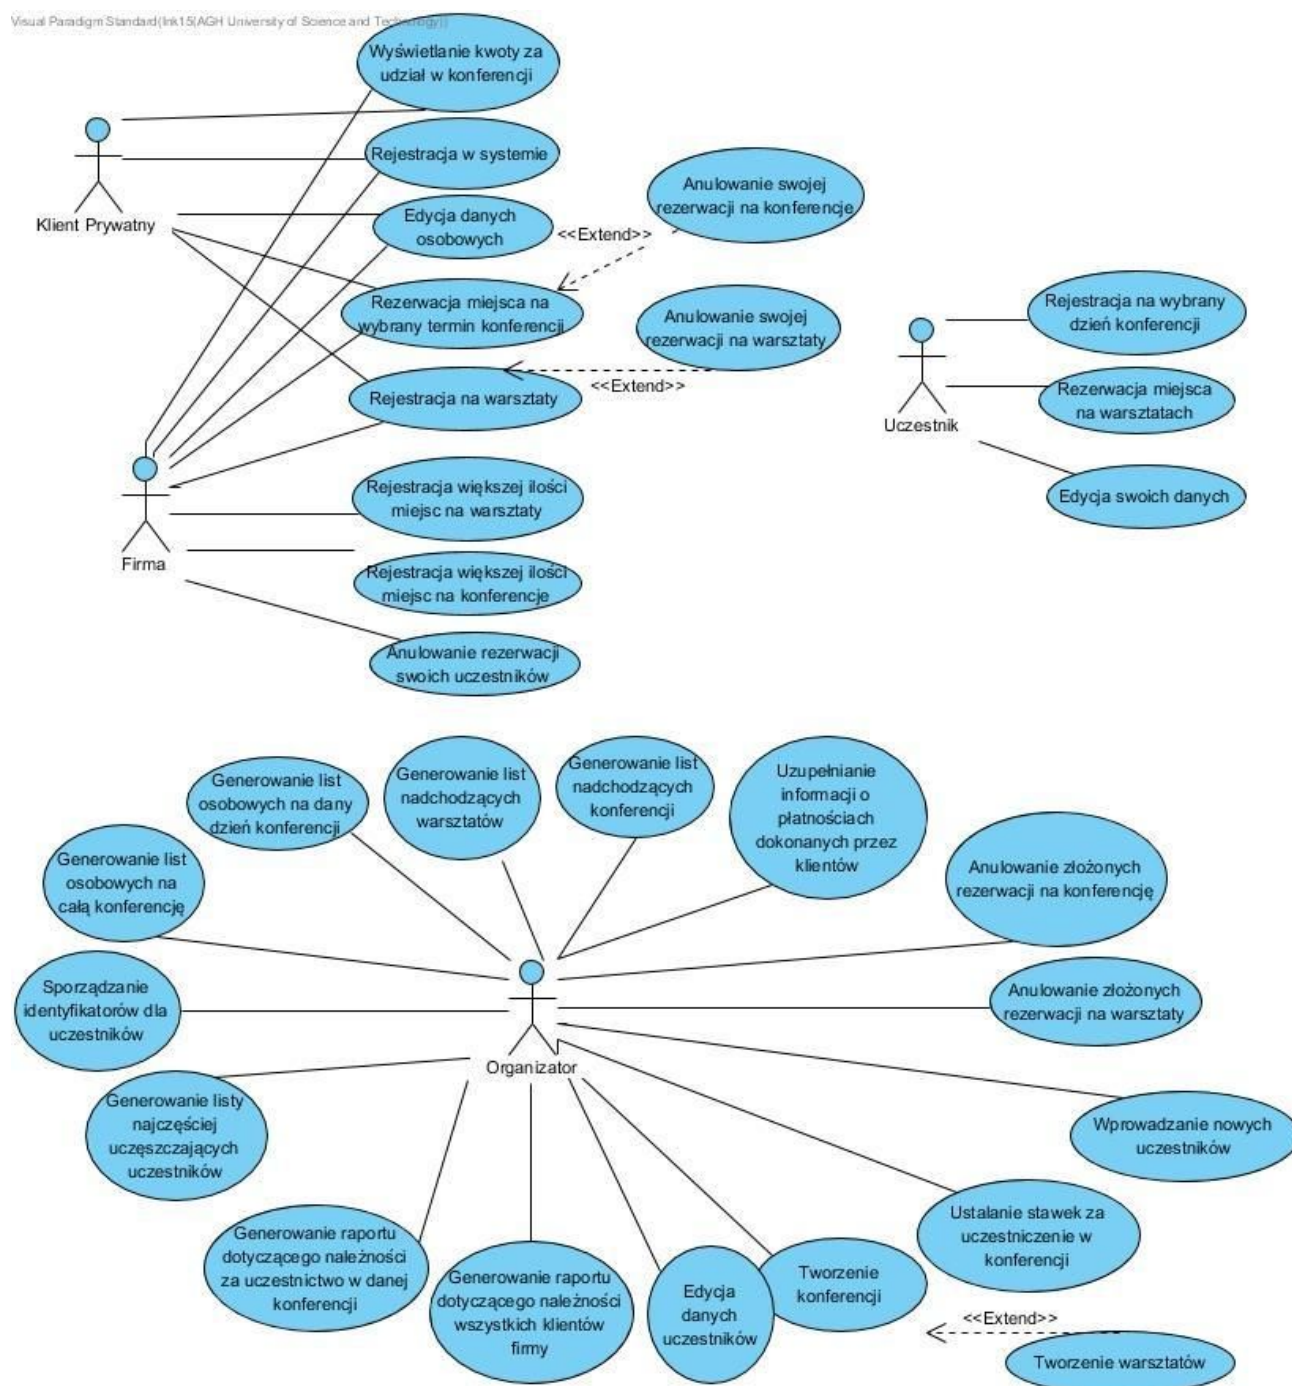 Visual Paradigm Standard(Ink15(AGH University of Science and Technology))
Wyświetlanie kwoty za
udział w konferencji
Rejestracja w systemie
Edycja danych
osobowych
Rezerwacja miejsca na
wybrany termin konferencji
Rejestracja na warsztaty
Klient Prywatny
Anulowanie swojej
rezerwacji na konferencje
<<Extend>>
Anulowanie swojej
rezerwacji na warsztaty
<<Extend>>
Rejestracja na wybrany
dzień konferencji
Rezerwacja miejsca
na warsztatach
Uczestnik
Edycja swoich danych
Rejestracja większej ilości
miejsc na warsztaty
Firma
Rejestracja większej ilości
miejsc na konferencje
Anulowanie rezerwacji
swoich uczestników
Generowanie list
osobowych na dany
dzień konferencji
Generowanie list
nadchodzących
warsztatów
Generowanie list
nadchodzących
konferencji
Uzupełnianie
informacji o
płatnościach
dokonanych przez
klientów
Generowanie list
osobowych na
całą konferencję
Anulowanie złożonych
rezerwacji na konferencję
Sporządzanie
identyfikatorów dla
uczestników
Anulowanie złożonych
rezerwacji na warsztaty
Organizator
Generowanie listy
najczęściej
uczęszczających
uczestników
Wprowadzanie nowych
uczestników
Generowanie raportu
dotyczącego należności
za uczestnictwo w danej
konferencji
Generowanie raportu
dotyczącego należności
wszystkich klientów
firmy
Edycja
danych
uczestników
Tworzenie
konferencji
Ustalanie stawek za
uczestniczenie w
konferencji
<<Extend>>
Tworzenie warsztatów